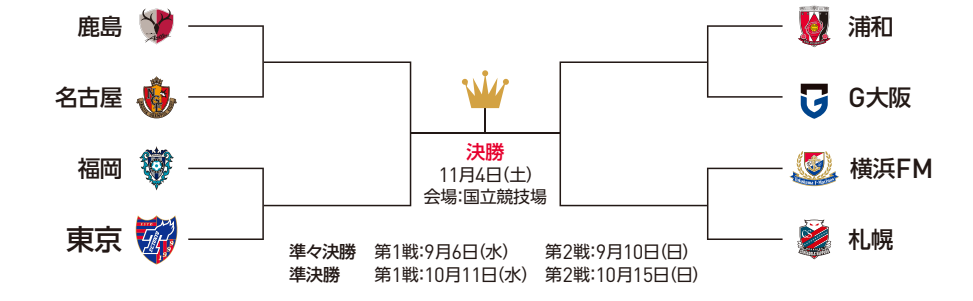 鹿島
名古屋
福岡
東京
浦和
G大阪
横浜FM
札幌
決勝
11月4日(土)
会場:国立競技場
準々決勝 第1戦:9月6日(水) 第2戦:9月10日(日)
準決勝 第1戦:10月11日(水) 第2戦:10月15日(日)